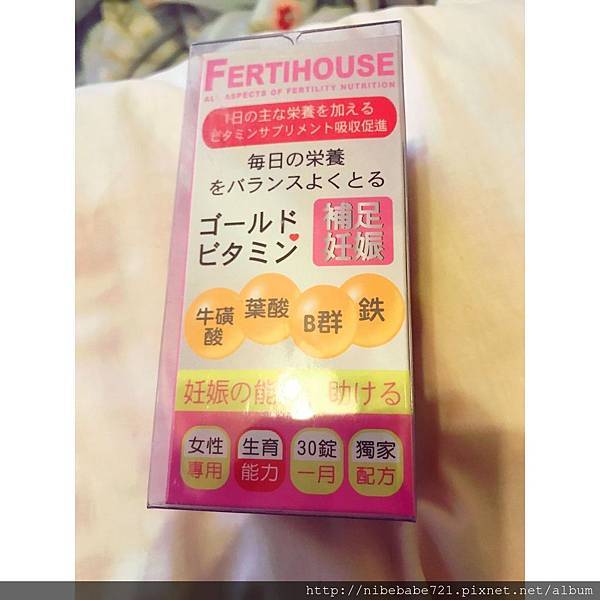 FERTIHOUSE
ALL ASPECTS OF FERTILITY NUTRITION
1日の主な栄養を加える
ビタミンサプリメント吸収促進
毎日の栄養
をバランスよくとる
ゴールド
ビタミン
補足
妊娠
牛磺酸
葉酸
B群
鉄
妊娠の能 助ける
女性
專用
生育
能力
30錠
一月
獨家
配方
http://nibebabe721.pixnet.net/album